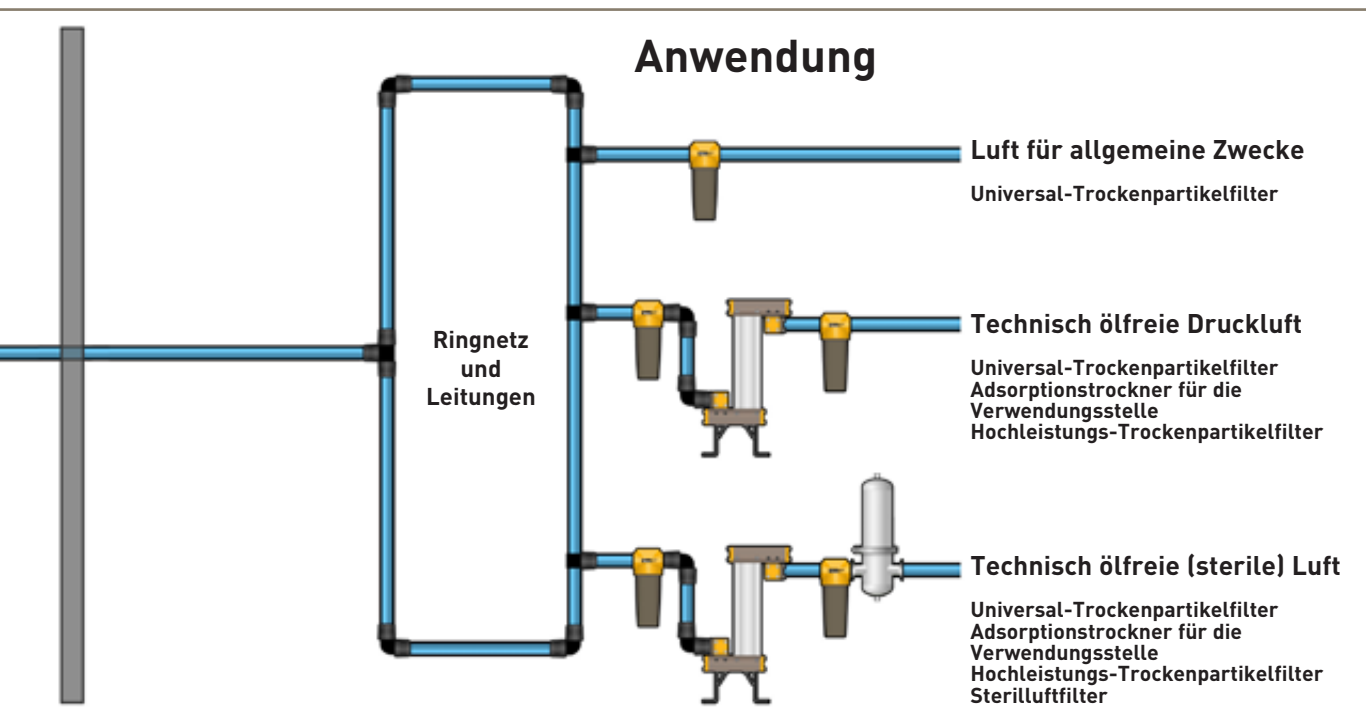 Anwendung
Luft für allgemeine Zwecke
Universal-Trockenpartikelfilter
Ringnetz
und
Leitungen
Technisch ölfreie Druckluft
Universal-Trockenpartikelfilter
Adsorptionstrockner für die
Verwendungsstelle
Hochleistungs-Trockenpartikelfilter
Technisch ölfreie (sterile) Luft
Universal-Trockenpartikelfilter
Adsorptionstrockner für die
Verwendungsstelle
Hochleistungs-Trockenpartikelfilter
Sterilluftfilter